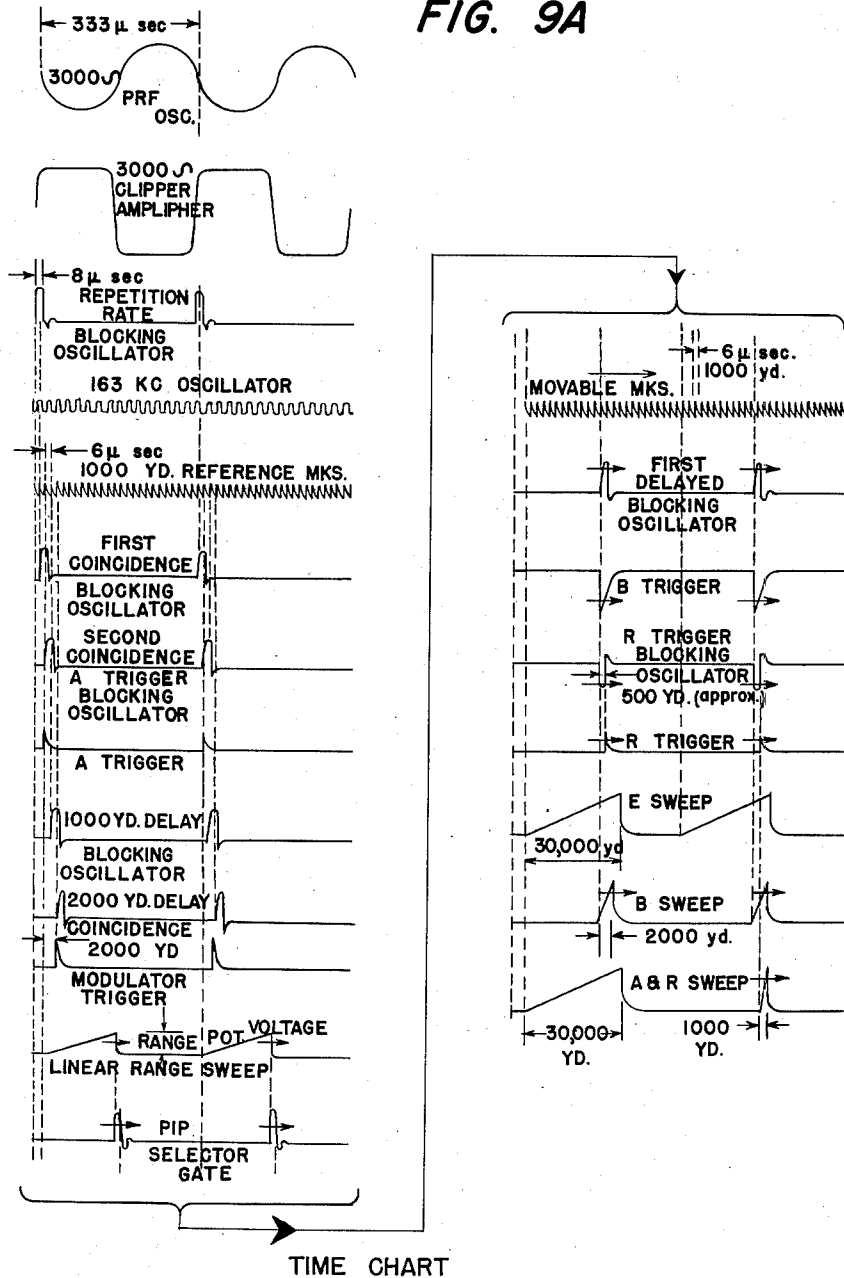 FIG. 9A
333 μ sec
3000 ∿
PRF
OSC.
3000 ∿
CLIPPER
AMPLIPHER
8 μ sec
REPETITION
RATE
BLOCKING
OSCILLATOR
163 KC OSCILLATOR
6 μ sec
1000 YD. REFERENCE MKS.
FIRST
COINCIDENCE
BLOCKING
OSCILLATOR
SECOND
COINCIDENCE
A TRIGGER
BLOCKING
OSCILLATOR
A TRIGGER
1000 YD. DELAY
BLOCKING
OSCILLATOR
2000 YD. DELAY
COINCIDENCE
2000 YD
MODULATOR
TRIGGER
RANGE POT. VOLTAGE
LINEAR RANGE SWEEP
PIP
SELECTOR
GATE
6 μ sec.
1000 yd.
MOVABLE MKS.
FIRST
DELAYED
BLOCKING
OSCILLATOR
B TRIGGER
R TRIGGER
BLOCKING
OSCILLATOR
500 YD. (approx.)
R TRIGGER
E SWEEP
30,000 yd
B SWEEP
2000 yd.
A & R SWEEP
30,000
YD.
1000
YD.
TIME CHART